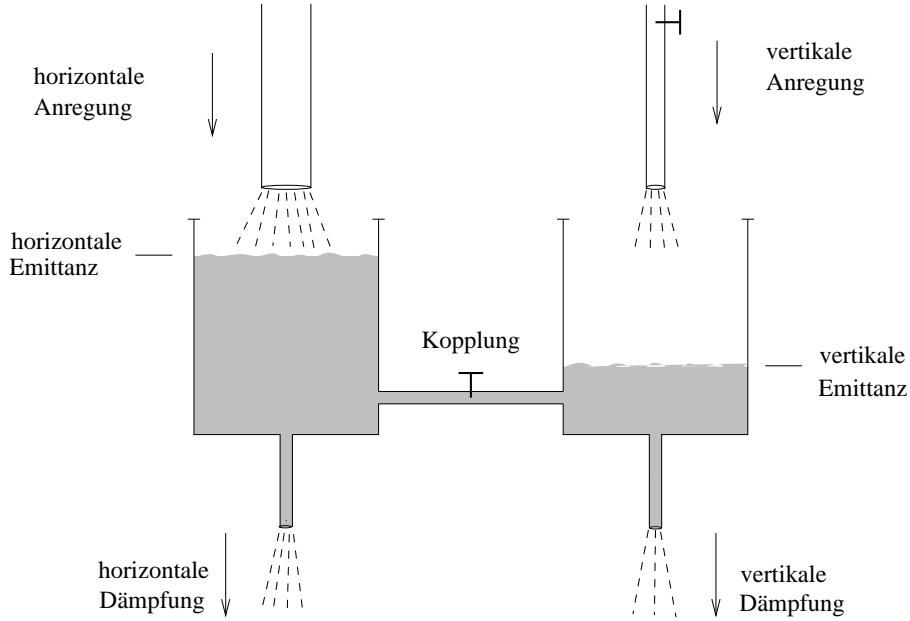 horizontale
Anregung
vertikale
Anregung
horizontale
Emittanz
Kopplung
vertikale
Emittanz
horizontale
Dämpfung
vertikale
Dämpfung